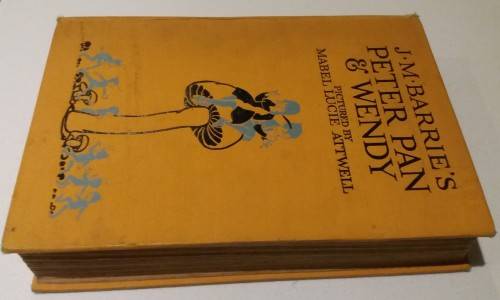 J·M·BARRIE'S
PETER PAN
& WENDY
PICTURED BY
MABEL LUCIE ATTWELL